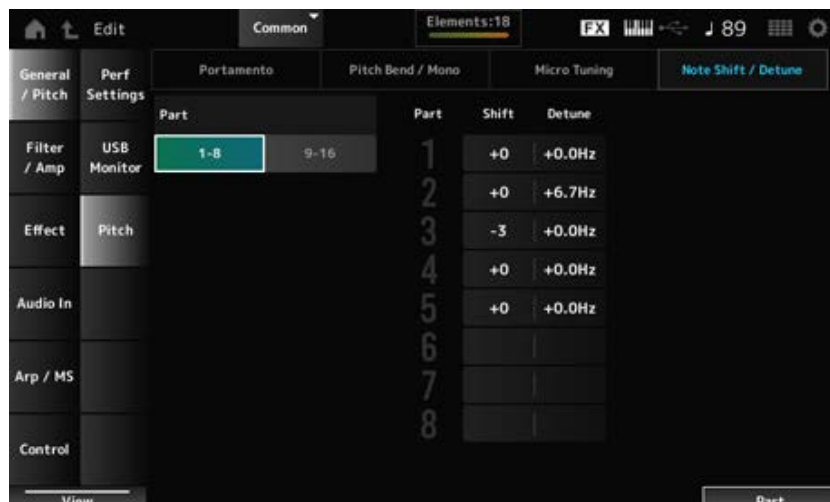 Edit
Common
Elements:18
FX
89
General / Pitch
Filter / Amp
Effect
Audio In
Arp / MS
Control
View
Perf Settings
USB Monitor
Pitch
Portamento
Pitch Bend / Mono
Micro Tuning
Note Shift / Detune
Part
1-8
9-16
Part Shift Detune
1 +0 +0.0Hz
2 +0 +6.7Hz
3 -3 +0.0Hz
4 +0 +0.0Hz
5 +0 +0.0Hz
6
7
8
Part